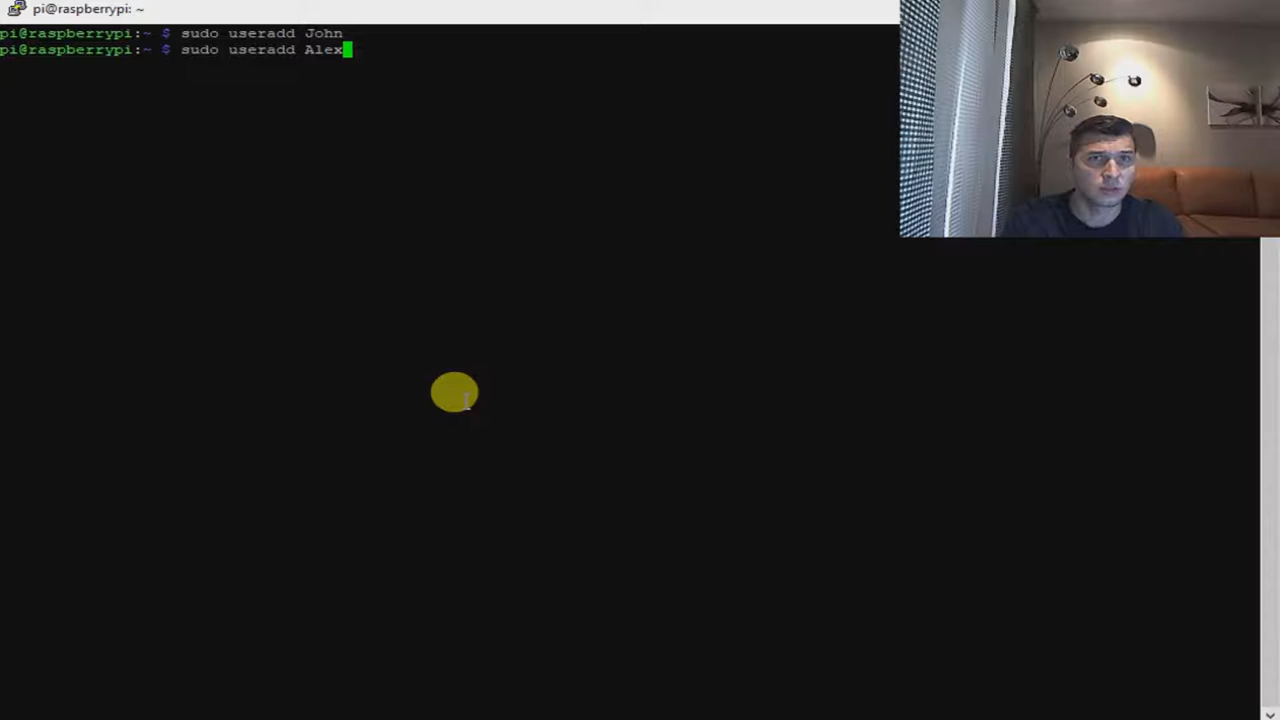 pi@raspberrypi: ~
pi@raspberrypi:~ $ sudo useradd John
pi@raspberrypi:~ $ sudo useradd Alex